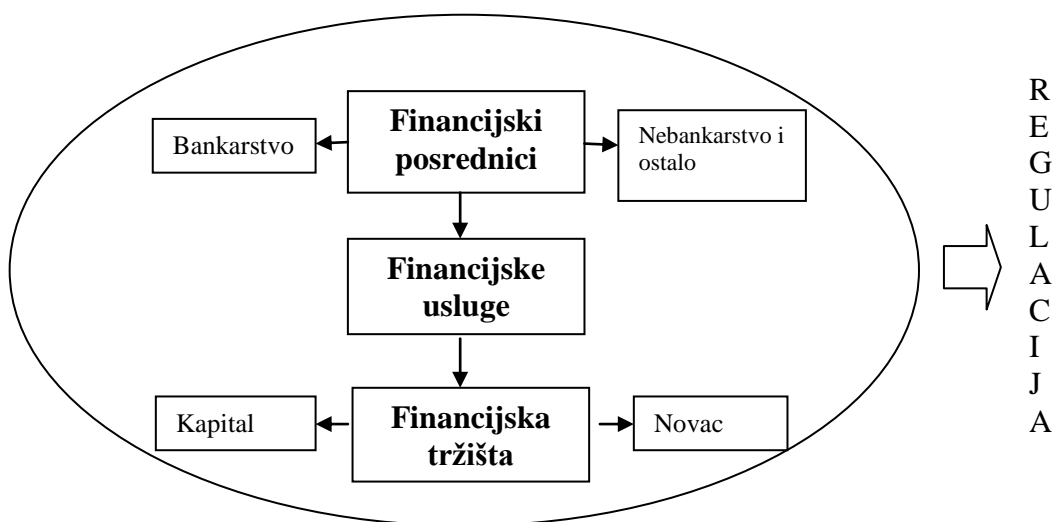 Financijski
posrednici
Bankarstvo
Nebankarstvo i
ostalo
Financijske
usluge
Financijska
tržišta
Kapital
Novac
R
E
G
U
L
A
C
I
J
A